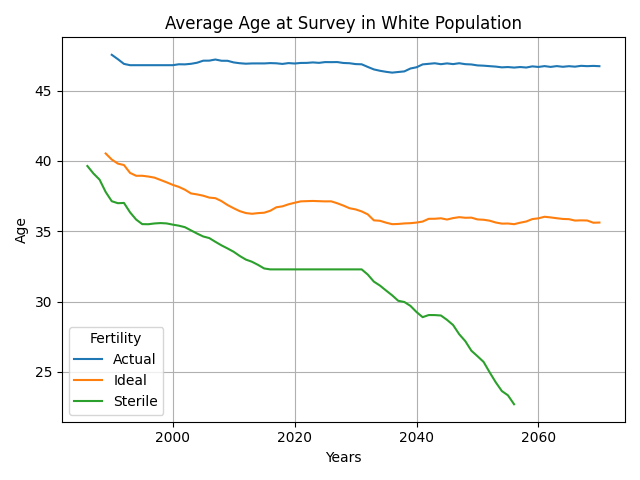 Average Age at Survey in White Population
Age
45
40
35
30
25
Fertility
Actual
Ideal
Sterile
2000 2020 2040 2060
Years